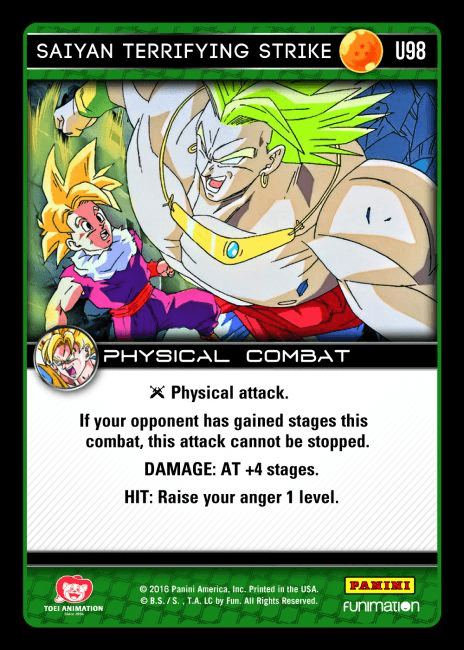 SAIYAN TERRIFYING STRIKE U98
PHYSICAL COMBAT
Physical attack.
If your opponent has gained stages this
combat, this attack cannot be stopped.
DAMAGE: AT +4 stages.
HIT: Raise your anger 1 level.
TOEI ANIMATION
Since 1956
© 2016 Panini America, Inc. Printed in the USA.
© B.S. / S. , T.A. LC by Fun. All Rights Reserved.
PANINI
FUNIMATION